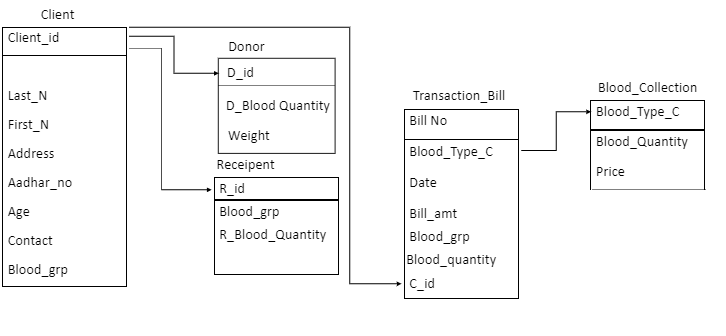 Client
Client_id
Last_N
First_N
Address
Aadhar_no
Age
Contact
Blood_grp
Donor
D_id
D_Blood Quantity
Weight
Receipent
R_id
Blood_grp
R_Blood_Quantity
Transaction_Bill
Bill No
Blood_Type_C
Date
Bill_amt
Blood_grp
Blood_quantity
C_id
Blood_Collection
Blood_Type_C
Blood_Quantity
Price